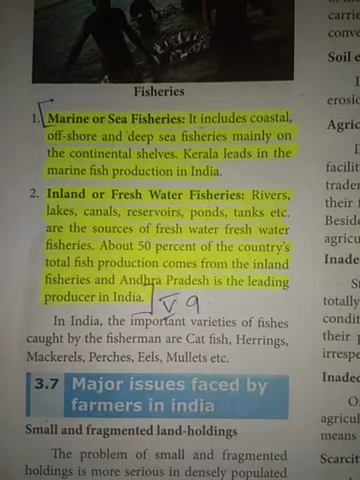 Fisheries
1. Marine or Sea Fisheries: It includes coastal,
off-shore and deep sea fisheries mainly on
the continental shelves. Kerala leads in the
marine fish production in India.
2. Inland or Fresh Water Fisheries: Rivers,
lakes, canals, reservoirs, ponds, tanks etc.
are the sources of fresh water fresh water
fisheries. About 50 percent of the country's
total fish production comes from the inland
fisheries and Andhra Pradesh is the leading
producer in India.
In India, the important varieties of fishes
caught by the fisherman are Cat fish, Herrings,
Mackerels, Perches, Eels, Mullets etc.
3.7 Major issues faced by
farmers in india
Small and fragmented land-holdings
The problem of small and fragmented
holdings is more serious in densely populated
carrie
conve
Soil e
erosio
Agric
facilit
trader
their f
Beside
agricu
Inade
totally
condit
their p
irrespe
Inadeq
agricul
means
Scarcit